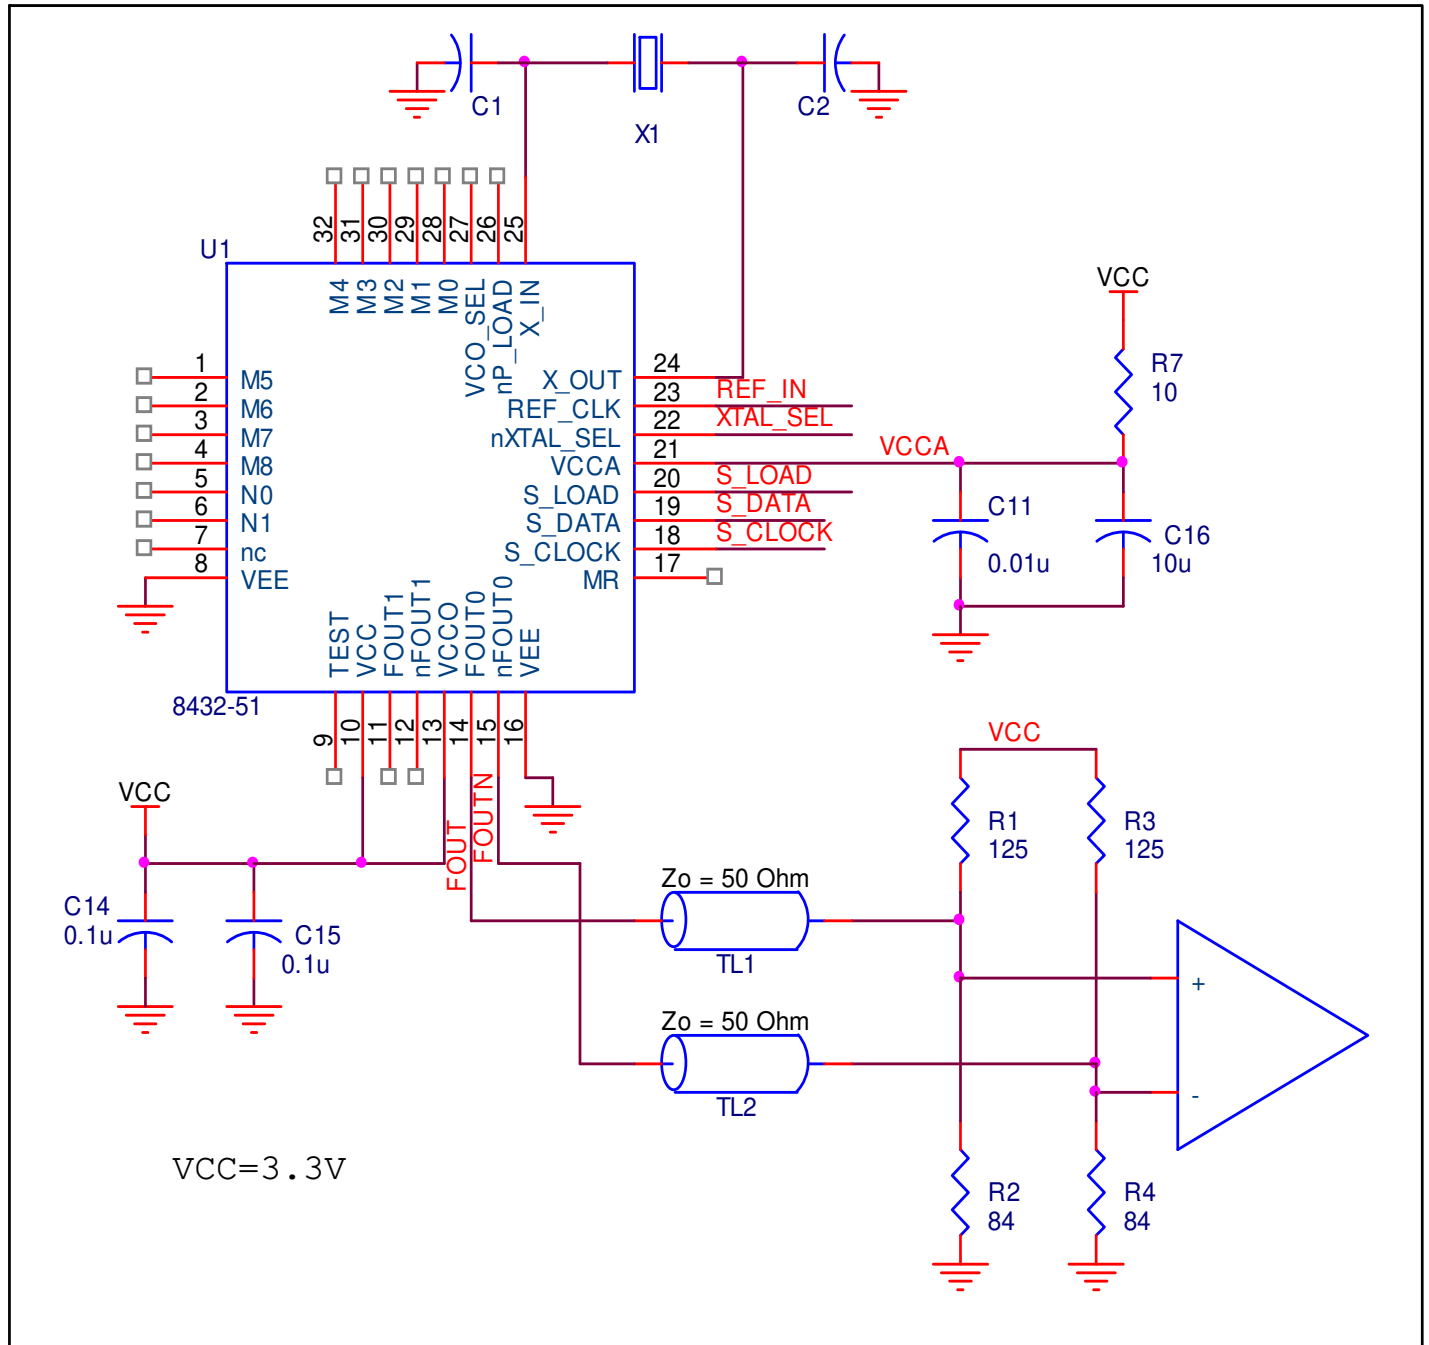 C1
X1
C2
32
31
30
29
28
27
26
25
U1
M4
M3
M2
M1
M0
VCO_SEL
nP_LOAD
X_IN
1
2
3
4
5
6
7
8
M5
M6
M7
M8
N0
N1
nc
VEE
X_OUT
REF_CLK
nXTAL_SEL
VCCA
S_LOAD
S_DATA
S_CLOCK
MR
24
23
22
21
20
19
18
17
REF_IN
XTAL_SEL
VCCA
S_LOAD
S_DATA
S_CLOCK
VCC
R7
10
C11
0.01u
C16
10u
TEST
VCC
FOUT1
nFOUT1
VCCO
FOUT0
nFOUT0
VEE
8432-51
9
10
11
12
13
14
15
16
VCC
C14
0.1u
C15
0.1u
FOUT
FOUTN
VCC
R1
125
R3
125
Zo = 50 Ohm
TL1
Zo = 50 Ohm
TL2
+
-
R2
84
R4
84
VCC=3.3V